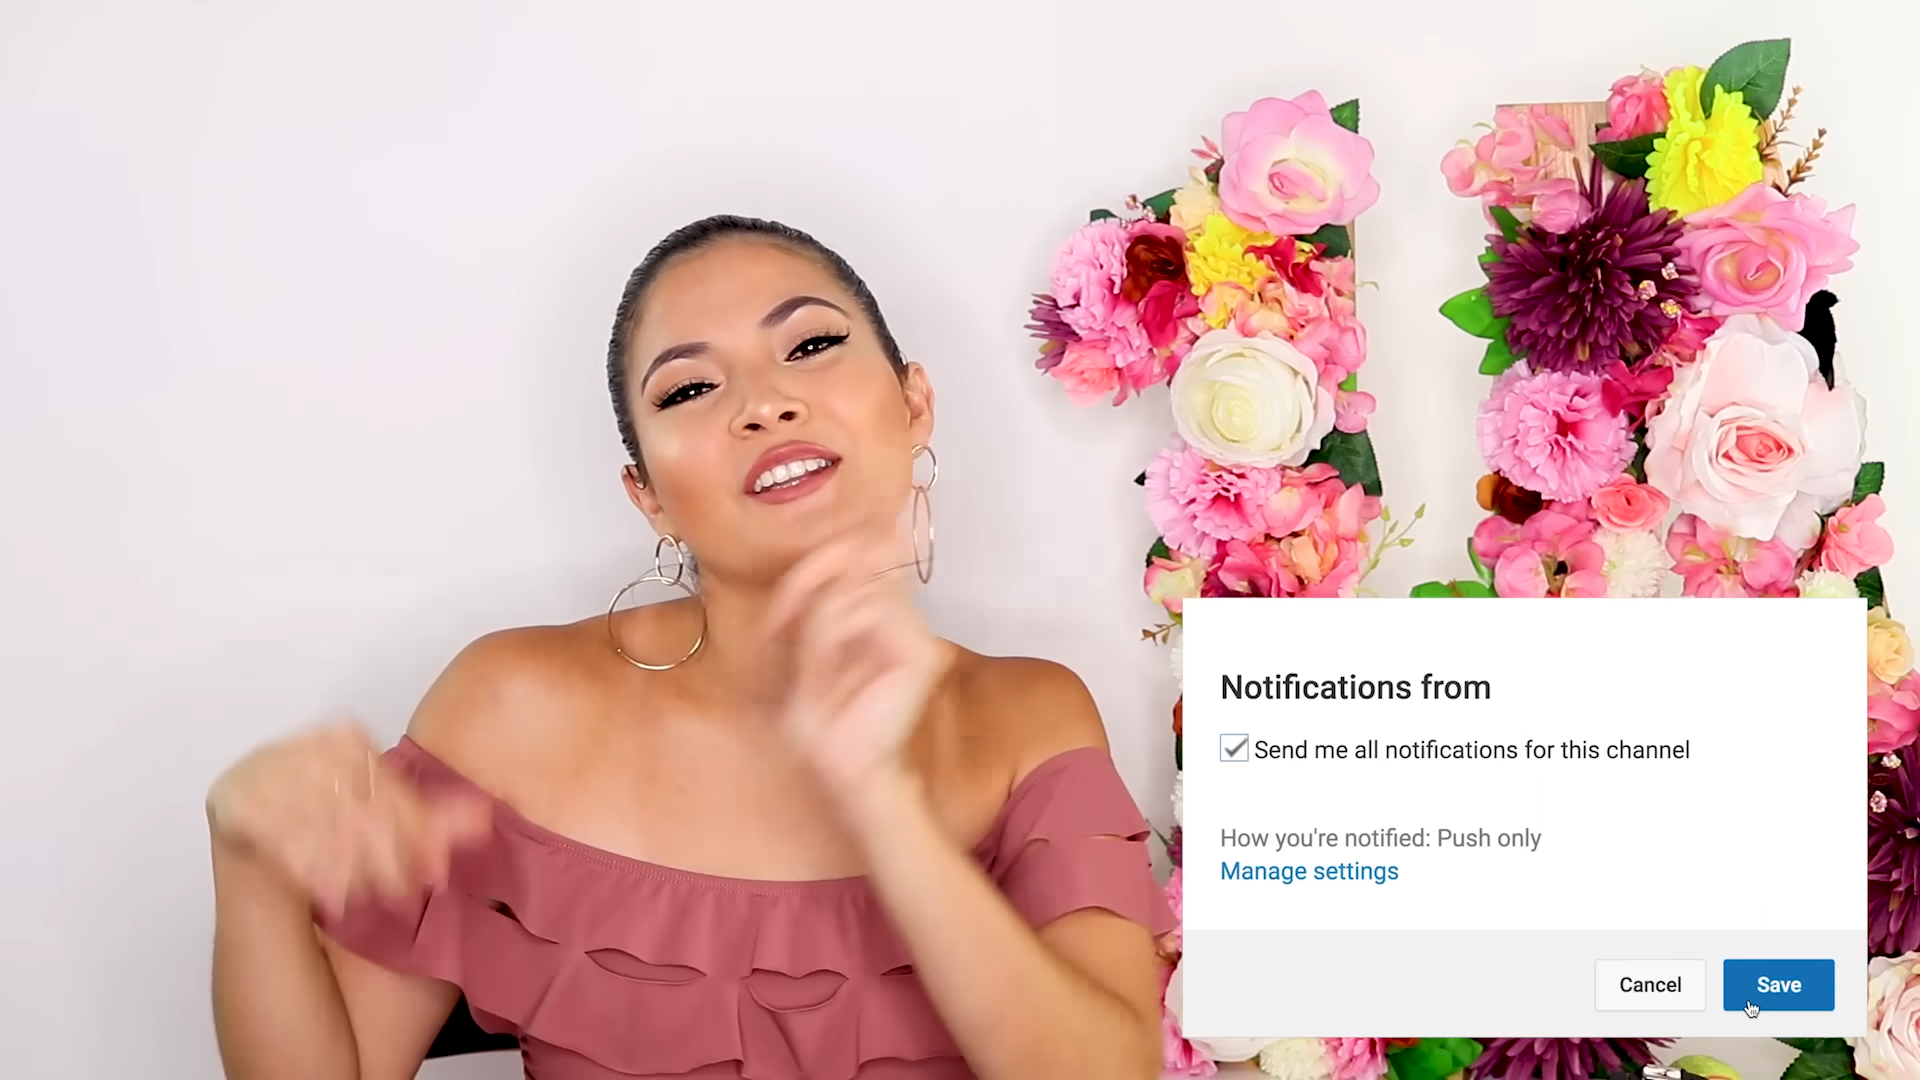 Notifications from
Send me all notifications for this channel
How you're notified: Push only
Manage settings
Cancel
Save